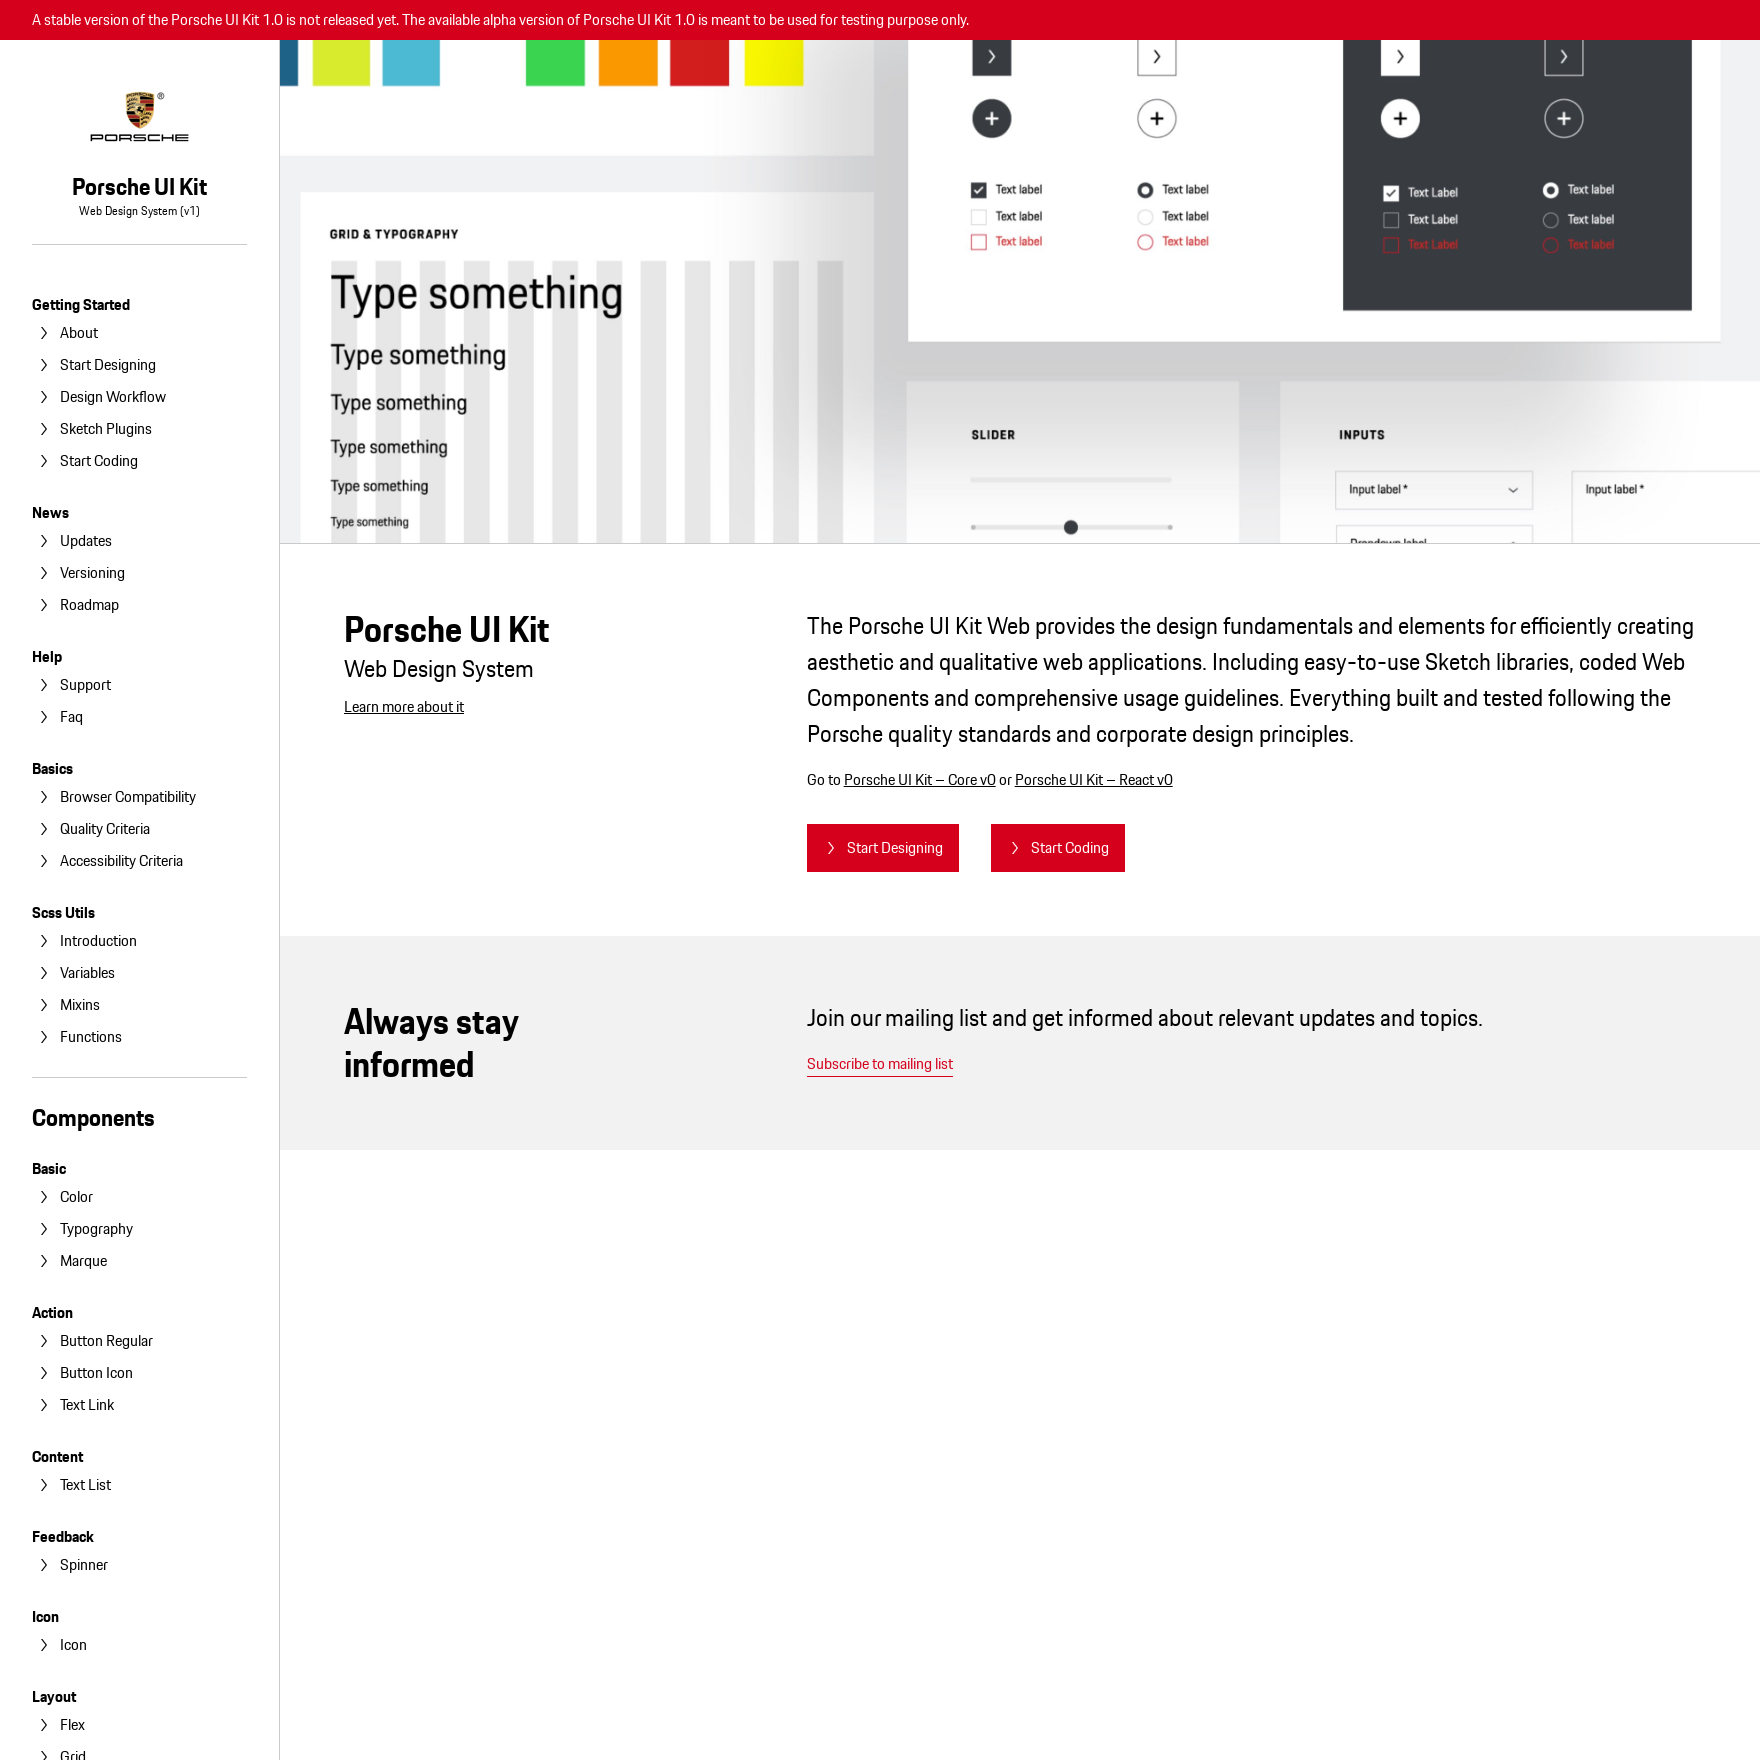 A stable version of the Porsche UI Kit 1.0 is not released yet. The available alpha version of Porsche UI Kit 1.0 is meant to be used for testing purpose only.
®
PORSCHE
Porsche UI Kit
Web Design System (v1)
Getting Started
About
Start Designing
Design Workflow
Sketch Plugins
Start Coding
News
Updates
Versioning
Roadmap
Help
Support
Faq
Basics
Browser Compatibility
Quality Criteria
Accessibility Criteria
Scss Utils
Introduction
Variables
Mixins
Functions
Components
Basic
Color
Typography
Marque
Action
Button Regular
Button Icon
Text Link
Content
Text List
Feedback
Spinner
Icon
Icon
Layout
Flex
Grid
GRID & TYPOGRAPHY
Type something
Type something
Type something
Type something
Type something
Type something
Text label
Text label
Text label
Text label
Text label
Text label
Text Label
Text Label
Text Label
Text label
Text label
Text label
SLIDER
INPUTS
Input label *
Input label *
Dropdown label
Porsche UI Kit
Web Design System
Learn more about it
The Porsche UI Kit Web provides the design fundamentals and elements for efficiently creating
aesthetic and qualitative web applications. Including easy-to-use Sketch libraries, coded Web
Components and comprehensive usage guidelines. Everything built and tested following the
Porsche quality standards and corporate design principles.
Go to Porsche UI Kit – Core v0 or Porsche UI Kit – React v0
Start Designing
Start Coding
Always stay
informed
Join our mailing list and get informed about relevant updates and topics.
Subscribe to mailing list